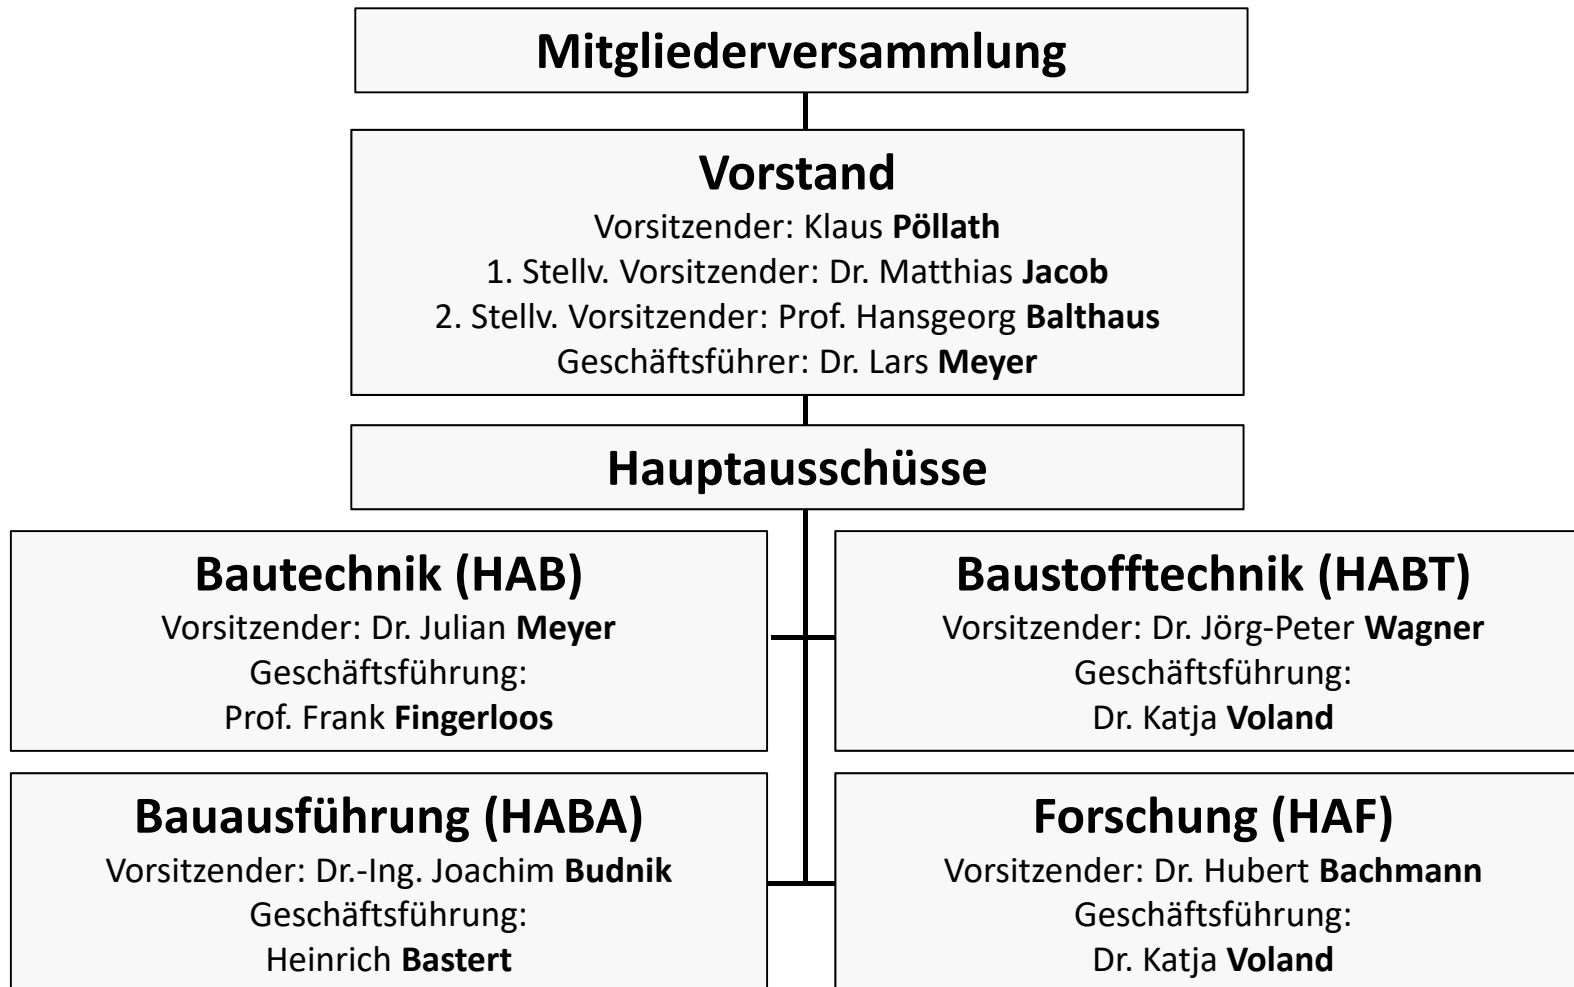 Mitgliederversammlung
Vorstand
Vorsitzender: Klaus Pöllath
1. Stellv. Vorsitzender: Dr. Matthias Jacob
2. Stellv. Vorsitzender: Prof. Hansgeorg Balthaus
Geschäftsführer: Dr. Lars Meyer
Hauptausschüsse
Bautechnik (HAB)
Vorsitzender: Dr. Julian Meyer
Geschäftsführung:
Prof. Frank Fingerloos
Baustofftechnik (HABT)
Vorsitzender: Dr. Jörg-Peter Wagner
Geschäftsführung:
Dr. Katja Voland
Bauausführung (HABA)
Vorsitzender: Dr.-Ing. Joachim Budnik
Geschäftsführung:
Heinrich Bastert
Forschung (HAF)
Vorsitzender: Dr. Hubert Bachmann
Geschäftsführung:
Dr. Katja Voland